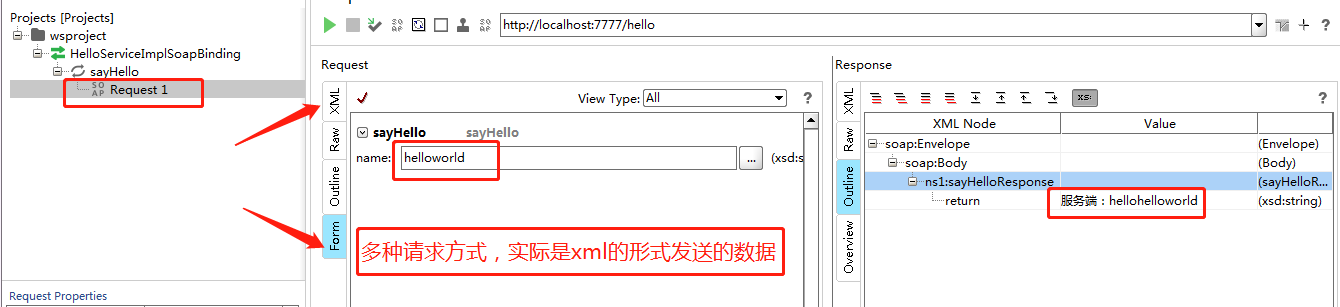 Projects [Projects]
wsproject
HelloServiceImplSoapBinding
sayHello
SOAP Request 1
Request Properties
SOAP
SOAP
http://localhost:7777/hello
?
Request
XML
Raw
Outline
Form
View Type: All
?
sayHello sayHello
name: helloworld ... (xsd:s
多种请求方式，实际是xml的形式发送的数据
Response
XML
Raw
Outline
Overview
xs:
?
XML Node Value
soap:Envelope (Envelope)
soap:Body (Body)
ns1:sayHelloResponse (sayHelloR...
return 服务端：hellohelloworld (xsd:string)